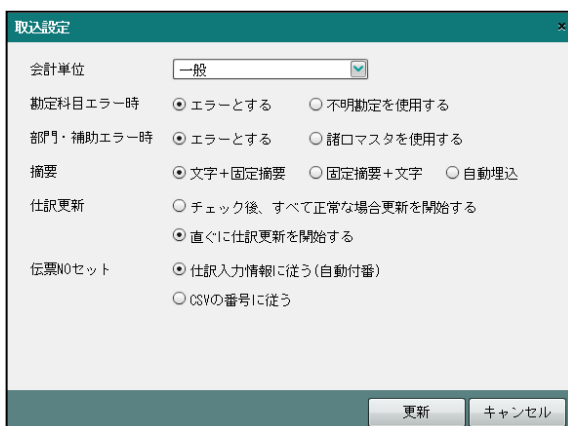 取込設定 ×
会計単位 一般
勘定科目エラー時 エラーとする 不明勘定を使用する
部門・補助エラー時 エラーとする 諸口マスタを使用する
摘要 文字+固定摘要 固定摘要+文字 自動埋込
仕訳更新 チェック後、すべて正常な場合更新を開始する
直ぐに仕訳更新を開始する
伝票NOセット 仕訳入力情報に従う(自動付番)
CSVの番号に従う
更新 キャンセル